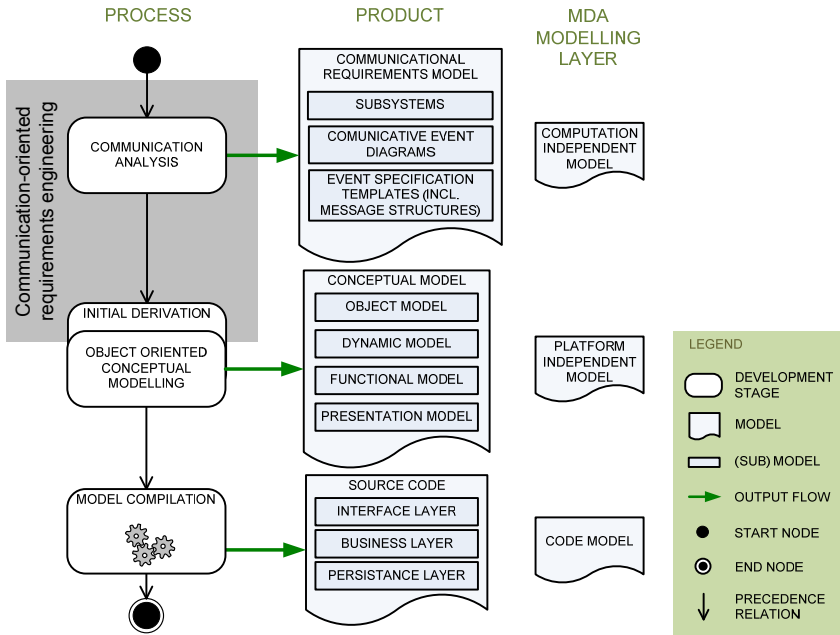 PROCESS
PRODUCT
MDA
MODELLING
LAYER
Communication-oriented
requirements engineering
COMMUNICATION
ANALYSIS
INITIAL DERIVATION
OBJECT ORIENTED
CONCEPTUAL
MODELLING
MODEL COMPILATION
COMMUNICATIONAL
REQUIREMENTS MODEL
SUBSYSTEMS
COMUNICATIVE EVENT
DIAGRAMS
EVENT SPECIFICATION
TEMPLATES (INCL.
MESSAGE STRUCTURES)
CONCEPTUAL MODEL
OBJECT MODEL
DYNAMIC MODEL
FUNCTIONAL MODEL
PRESENTATION MODEL
SOURCE CODE
INTERFACE LAYER
BUSINESS LAYER
PERSISTANCE LAYER
COMPUTATION
INDEPENDENT
MODEL
PLATFORM
INDEPENDENT
MODEL
CODE MODEL
LEGEND
DEVELOPMENT
STAGE
MODEL
(SUB) MODEL
OUTPUT FLOW
START NODE
END NODE
PRECEDENCE
RELATION